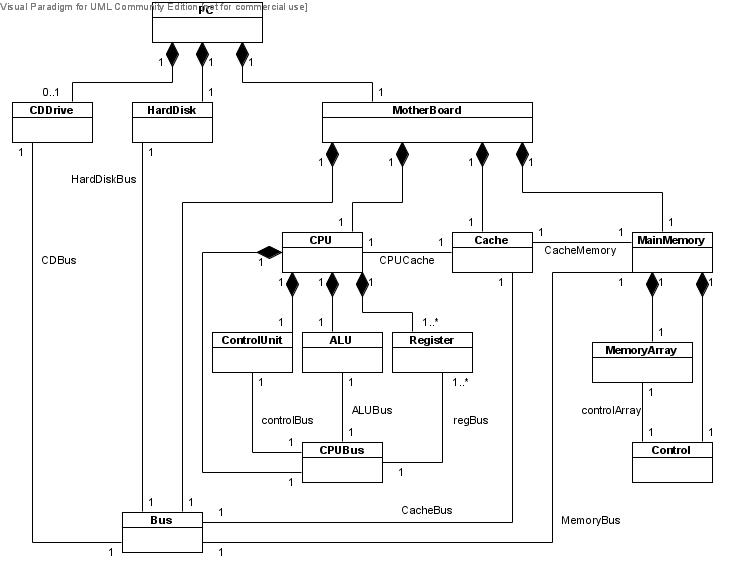 Visual Paradigm for UML Community Edition [not for commercial use]
PC
1 1 1
0..1 1 1
CDDrive HardDisk MotherBoard
1 1 1 1 1 1
HardDiskBus
1 1 1
CPU Cache MainMemory
1 1 1 1
CDBus 1 CPUCache CacheMemory
1 1 1 1 1 1 1
1 1 1..* 1
ControlUnit ALU Register MemoryArray
1 1 1..* 1
controlBus ALUBus regBus controlArray
1 1 1 1
CPUBus Control
1 1
1 1
CacheBus
Bus 1 MemoryBus
1 1